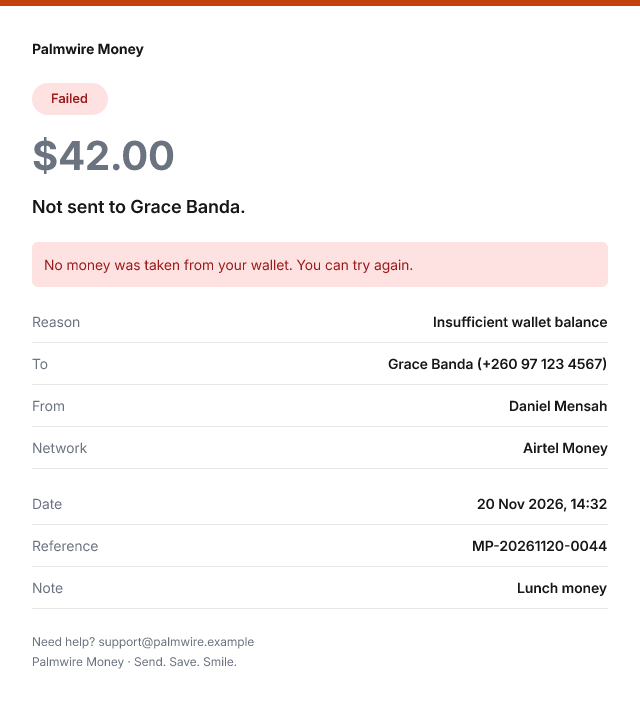 Palmwire Money
Failed
$42.00
Not sent to Grace Banda.
No money was taken from your wallet. You can try again.
Reason Insufficient wallet balance
To Grace Banda (+260 97 123 4567)
From Daniel Mensah
Network Airtel Money
Date 20 Nov 2026, 14:32
Reference MP-20261120-0044
Note Lunch money
Need help? support@palmwire.example
Palmwire Money · Send. Save. Smile.